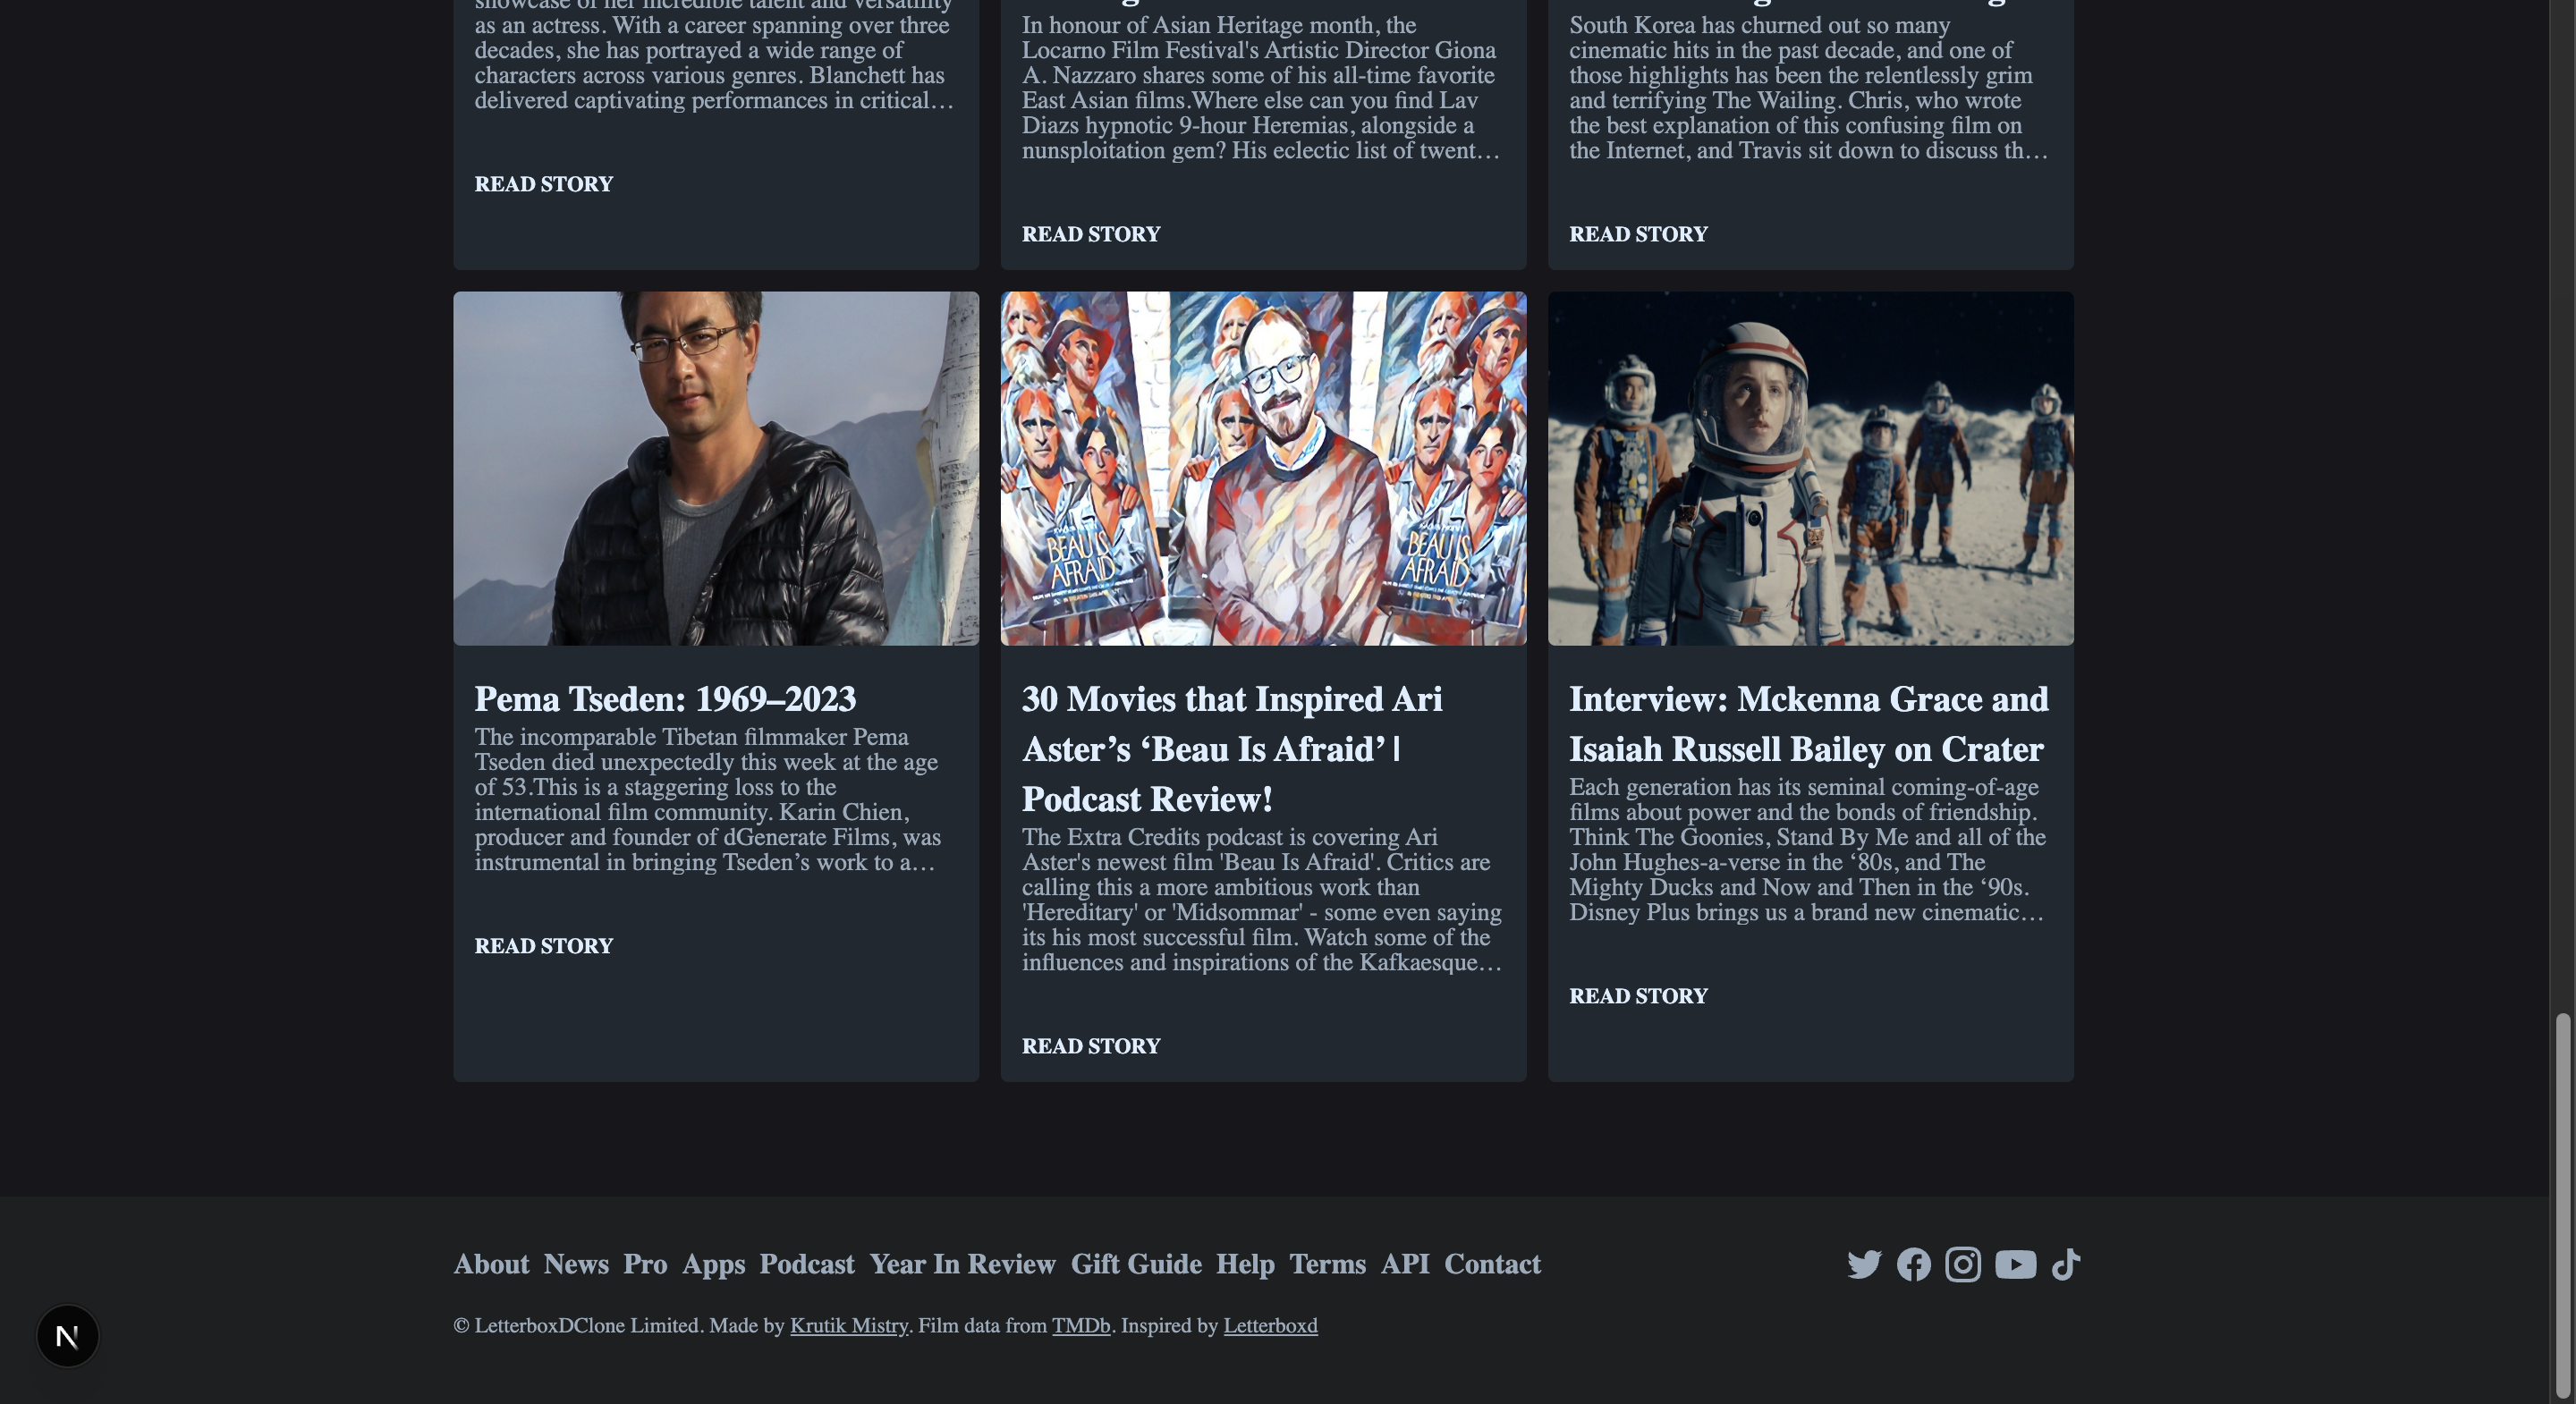 showcase of her incredible talent and versatility
as an actress. With a career spanning over three
decades, she has portrayed a wide range of
characters across various genres. Blanchett has
delivered captivating performances in critical…
READ STORY
In honour of Asian Heritage month, the
Locarno Film Festival's Artistic Director Giona
A. Nazzaro shares some of his all-time favorite
East Asian films.Where else can you find Lav
Diazs hypnotic 9-hour Heremias, alongside a
nunsploitation gem? His eclectic list of twent…
READ STORY
South Korea has churned out so many
cinematic hits in the past decade, and one of
those highlights has been the relentlessly grim
and terrifying The Wailing. Chris, who wrote
the best explanation of this confusing film on
the Internet, and Travis sit down to discuss th…
READ STORY
Pema Tseden: 1969–2023
The incomparable Tibetan filmmaker Pema
Tseden died unexpectedly this week at the age
of 53.This is a staggering loss to the
international film community. Karin Chien,
producer and founder of dGenerate Films, was
instrumental in bringing Tseden’s work to a…
READ STORY
BEAU IS
AFRAID
BEAU IS
AFRAID
30 Movies that Inspired Ari
Aster’s ‘Beau Is Afraid’ |
Podcast Review!
The Extra Credits podcast is covering Ari
Aster's newest film 'Beau Is Afraid'. Critics are
calling this a more ambitious work than
'Hereditary' or 'Midsommar' - some even saying
its his most successful film. Watch some of the
influences and inspirations of the Kafkaesque…
READ STORY
Interview: Mckenna Grace and
Isaiah Russell Bailey on Crater
Each generation has its seminal coming-of-age
films about power and the bonds of friendship.
Think The Goonies, Stand By Me and all of the
John Hughes-a-verse in the ‘80s, and The
Mighty Ducks and Now and Then in the ‘90s.
Disney Plus brings us a brand new cinematic…
READ STORY
About News Pro Apps Podcast Year In Review Gift Guide Help Terms API Contact
© LetterboxDClone Limited. Made by Krutik Mistry. Film data from TMDb. Inspired by Letterboxd
N